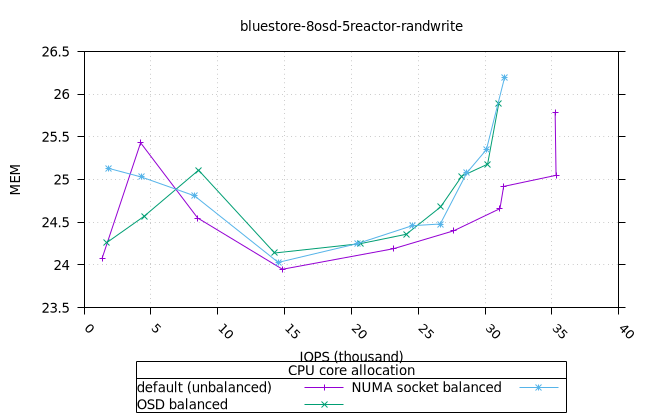 bluestore-8osd-5reactor-randwrite
26.5
26
25.5
25
24.5
24
23.5
MEM
0 5 10 15 20 25 30 35 40
IOPS (thousand)
CPU core allocation
default (unbalanced) NUMA socket balanced
OSD balanced